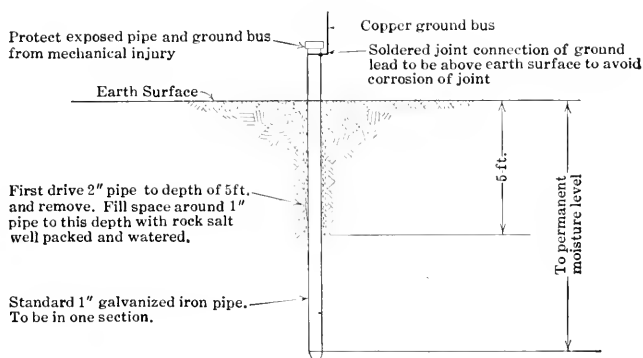 Copper ground bus
Protect exposed pipe and ground bus
from mechanical injury
Soldered joint connection of ground
lead to be above earth surface to avoid
corrosion of joint
Earth Surface
5-ft.
To permanent
moisture level
First drive 2" pipe to depth of 5ft.
and remove. Fill space around 1"
pipe to this depth with rock salt
well packed and watered.
Standard 1" galvanized iron pipe.
To be in one section.